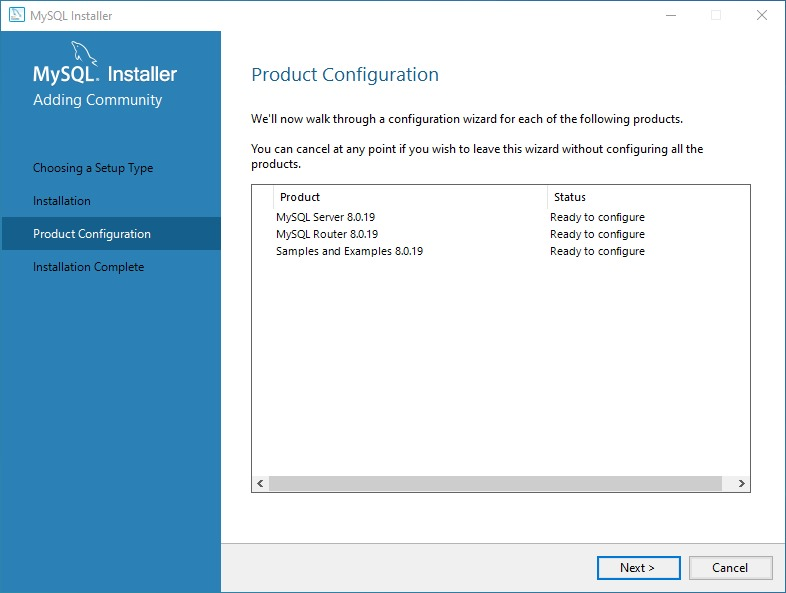 MySQL Installer
MySQL. Installer
Adding Community
Choosing a Setup Type
Installation
Product Configuration
Installation Complete
Product Configuration
We'll now walk through a configuration wizard for each of the following products.
You can cancel at any point if you wish to leave this wizard without configuring all the
products.
Product Status
MySQL Server 8.0.19 Ready to configure
MySQL Router 8.0.19 Ready to configure
Samples and Examples 8.0.19 Ready to configure
Next > Cancel